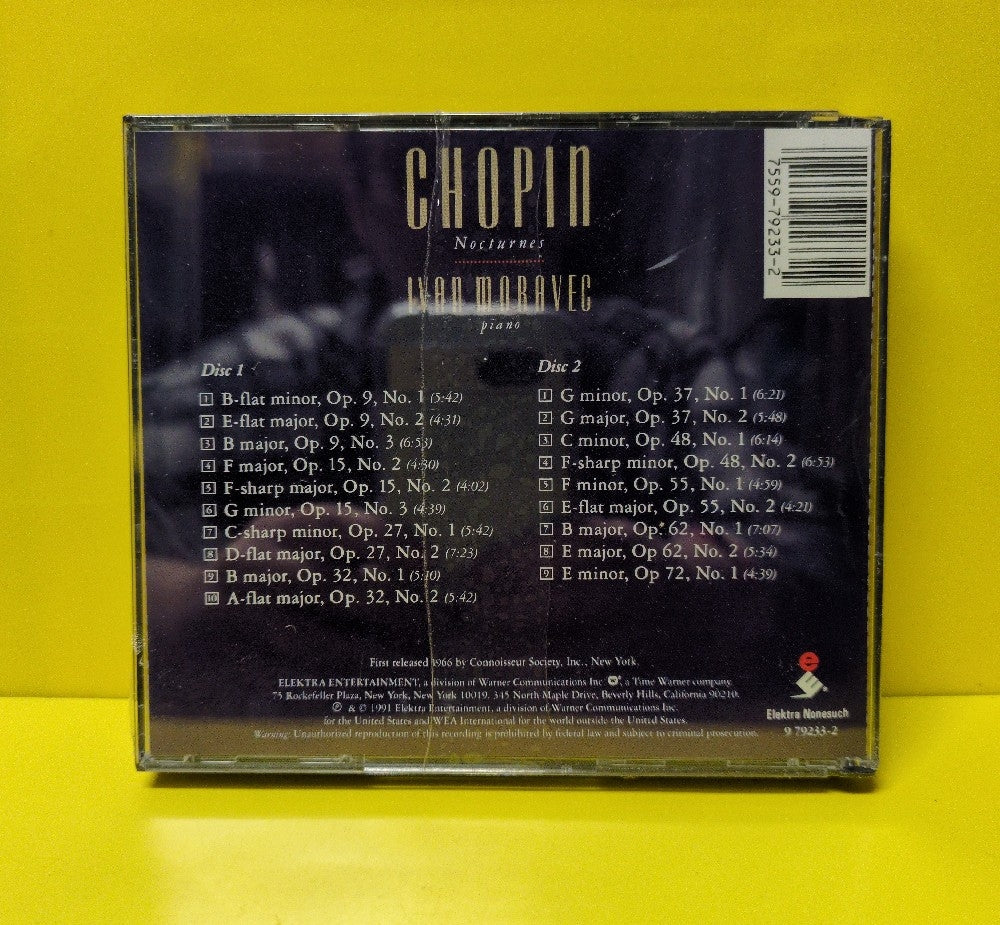 CHOPIN
Nocturnes
IVAN MORAVEC
piano
7559-79233-2
Disc 1
1 B-flat minor, Op. 9, No. 1 (5:42)
2 E-flat major, Op. 9, No. 2 (4:31)
3 B major, Op. 9, No. 3 (6:53)
4 F major, Op. 15, No. 2 (4:30)
5 F-sharp major, Op. 15, No. 2 (4:02)
6 G minor, Op. 15, No. 3 (4:39)
7 C-sharp minor, Op. 27, No. 1 (5:42)
8 D-flat major, Op. 27, No. 2 (7:23)
9 B major, Op. 32, No. 1 (5:10)
10 A-flat major, Op. 32, No. 2 (5:42)
Disc 2
1 G minor, Op. 37, No. 1 (6:21)
2 G major, Op. 37, No. 2 (5:48)
3 C minor, Op. 48, No. 1 (6:14)
4 F-sharp minor, Op. 48, No. 2 (6:53)
5 F minor, Op. 55, No. 1 (4:59)
6 E-flat major, Op. 55, No. 2 (4:21)
7 B major, Op. 62, No. 1 (7:07)
8 E major, Op 62, No. 2 (5:34)
9 E minor, Op 72, No. 1 (4:39)
First released 1966 by Connoisseur Society, Inc., New York
ELEKTRA ENTERTAINMENT, a division of Warner Communications Inc., a Time Warner company.
75 Rockefeller Plaza, New York, New York 10019. 345 North Maple Drive, Beverly Hills, California 90210.
℗ & © 1991 Elektra Entertainment, a division of Warner Communications Inc.
for the United States and WEA International for the world outside the United States.
Warning: Unauthorized reproduction of this recording is prohibited by federal law and subject to criminal prosecution.
Elektra Nonesuch
9 79233-2